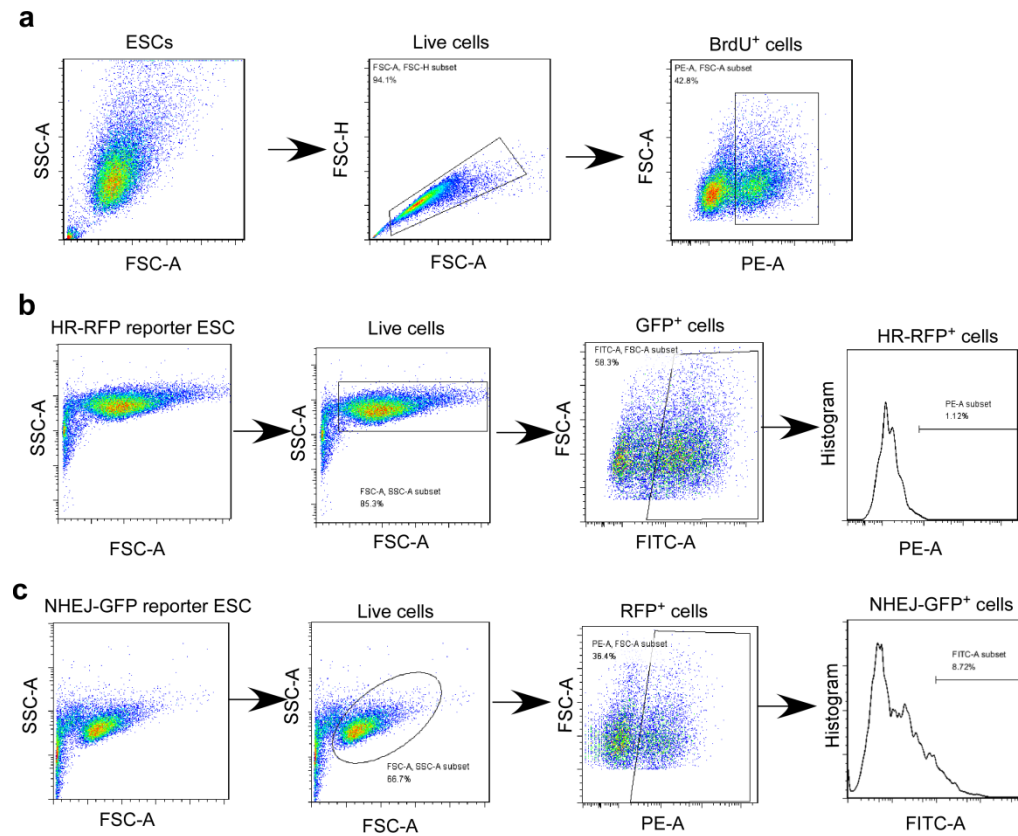 a
ESCs
Live cells
BrdU⁺ cells
SSC-A
FSC-A
FSC-A, FSC-H subset
94.1%
FSC-H
FSC-A
PE-A, FSC-A subset
42.8%
FSC-A
PE-A
b
HR-RFP reporter ESC
Live cells
GFP⁺ cells
HR-RFP⁺ cells
SSC-A
FSC-A
SSC-A
FSC-A, SSC-A subset
85.3%
FSC-A
FITC-A, FSC-A subset
58.3%
FSC-A
FITC-A
PE-A subset
1.12%
Histogram
PE-A
c
NHEJ-GFP reporter ESC
Live cells
RFP⁺ cells
NHEJ-GFP⁺ cells
SSC-A
FSC-A
SSC-A
FSC-A, SSC-A subset
66.7%
FSC-A
PE-A, FSC-A subset
36.4%
FSC-A
PE-A
FITC-A subset
8.72%
Histogram
FITC-A